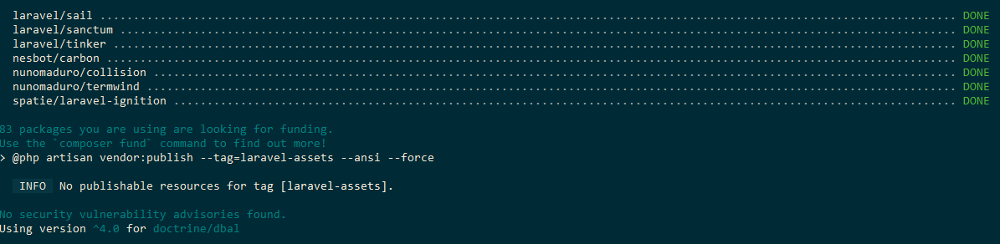 laravel/sail ................................................................................................................................ DONE
laravel/sanctum ............................................................................................................................. DONE
laravel/tinker .............................................................................................................................. DONE
nesbot/carbon ............................................................................................................................... DONE
nunomaduro/collision ........................................................................................................................ DONE
nunomaduro/termwind ......................................................................................................................... DONE
spatie/laravel-ignition ..................................................................................................................... DONE
83 packages you are using are looking for funding.
Use the `composer fund` command to find out more!
> @php artisan vendor:publish --tag=laravel-assets --ansi --force
INFO No publishable resources for tag [laravel-assets].
No security vulnerability advisories found.
Using version ^4.0 for doctrine/dbal